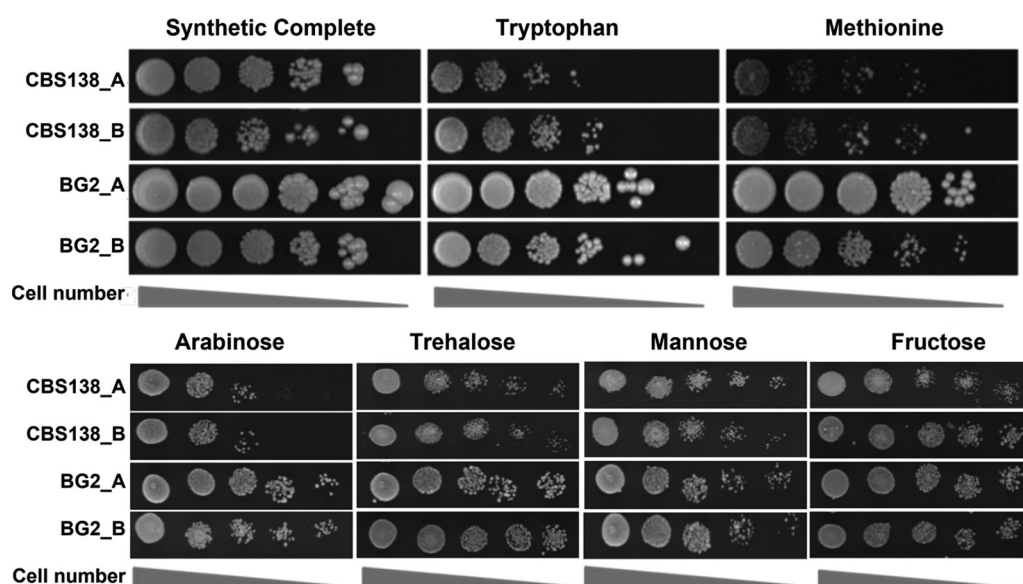 Synthetic Complete Tryptophan Methionine
CBS138_A
CBS138_B
BG2_A
BG2_B
Cell number
Arabinose Trehalose Mannose Fructose
CBS138_A
CBS138_B
BG2_A
BG2_B
Cell number